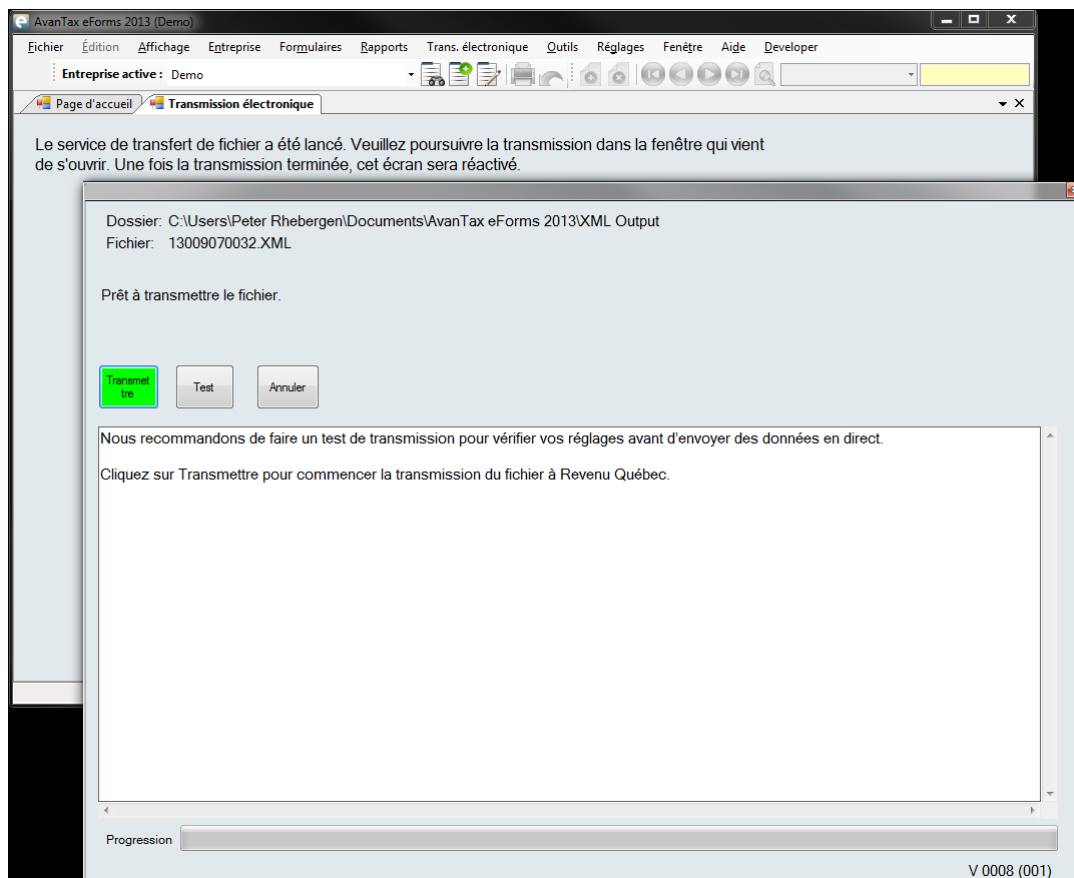 AvanTax eForms 2013 (Demo)
Fichier Édition Affichage Entreprise Formulaires Rapports Trans. électronique Outils Réglages Fenêtre Aide Developer
Entreprise active : Demo
Page d'accueil Transmission électronique
Le service de transfert de fichier a été lancé. Veuillez poursuivre la transmission dans la fenêtre qui vient
de s'ouvrir. Une fois la transmission terminée, cet écran sera réactivé.
Dossier: C:\Users\Peter Rhebergen\Documents\AvanTax eForms 2013\XML Output
Fichier: 13009070032.XML
Prêt à transmettre le fichier.
Transmet
tre
Test
Annuler
Nous recommandons de faire un test de transmission pour vérifier vos réglages avant d'envoyer des données en direct.
Cliquez sur Transmettre pour commencer la transmission du fichier à Revenu Québec.
Progression
V 0008 (001)